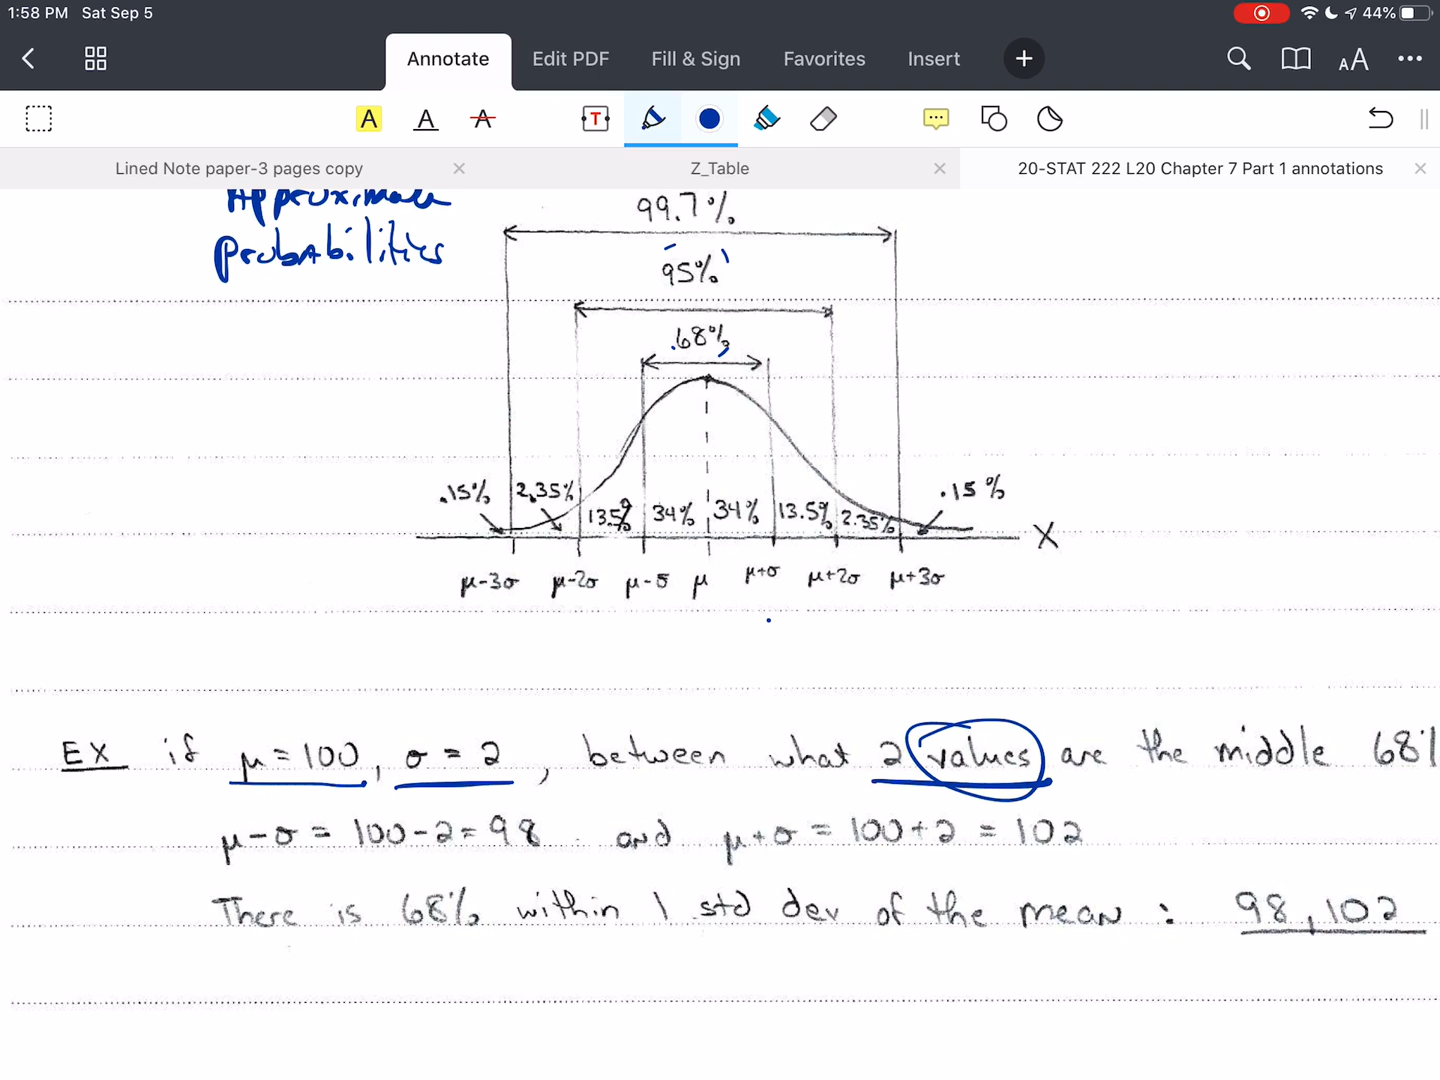 1:58 PM Sat Sep 5 44%
Annotate Edit PDF Fill & Sign Favorites Insert + AA
A A A T
Lined Note paper-3 pages copy × Z_Table × 20-STAT 222 L20 Chapter 7 Part 1 annotations ×
Approximate
probabilities
99.7%
95%
68%
.15% 2.35% 13.5% 34% 34% 13.5% 2.35% .15%
X
μ-3σ μ-2σ μ-σ μ μ+σ μ+2σ μ+3σ
EX if μ=100, σ=2, between what 2 values are the middle 68%
μ-σ = 100-2=98 and μ+σ = 100+2 = 102
There is 68% within 1 std dev of the mean : 98, 102